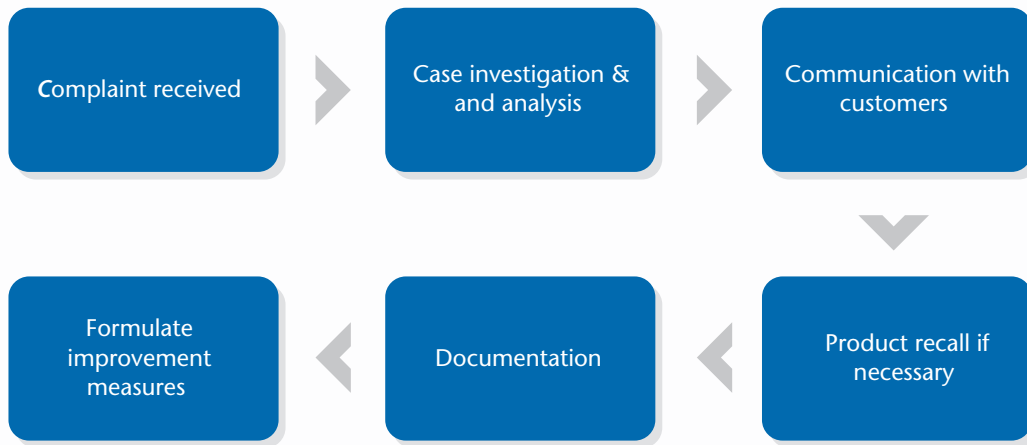 Complaint received
Case investigation &
and analysis
Communication with
customers
Product recall if
necessary
Documentation
Formulate
improvement
measures